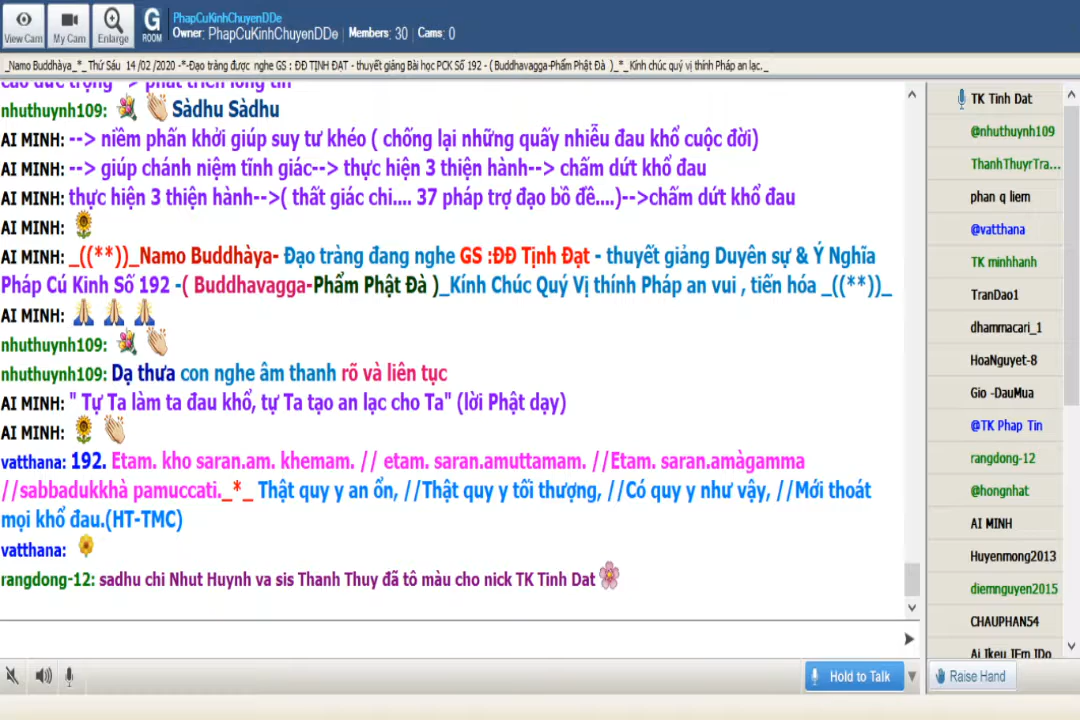 View Cam
My Cam
Enlarge
G
ROOM
PhapCuKinhChuyenDDe
Owner: PhapCuKinhChuyenDDe | Members: 30 | Cams: 0
_Namo Buddhàya_*_ Thứ Sáu 14 /02 /2020 -*-Đạo tràng được nghe GS : ĐĐ TỊNH ĐẠT - thuyết giảng Bài học PCK Số 192 - ( Buddhavagga-Phẩm Phật Đà )_*_ Kính chúc quý vị thính Pháp an lạc._
nhuthuynh109: Sàdhu Sàdhu
AI MINH: --> niềm phấn khởi giúp suy tư khéo ( chống lại những quấy nhiễu đau khổ cuộc đời)
AI MINH: --> giúp chánh niệm tĩnh giác--> thực hiện 3 thiện hành--> chấm dứt khổ đau
AI MINH: thực hiện 3 thiện hành-->( thất giác chi.... 37 pháp trợ đạo bồ đề....)-->chấm dứt khổ đau
AI MINH:
AI MINH: _((**))_Namo Buddhàya- Đạo tràng đang nghe GS :ĐĐ Tịnh Đạt - thuyết giảng Duyên sự & Ý Nghĩa
Pháp Cú Kinh Số 192 -( Buddhavagga-Phẩm Phật Đà )_Kính Chúc Quý Vị thính Pháp an vui , tiến hóa _((**))_
AI MINH:
nhuthuynh109:
nhuthuynh109: Dạ thưa con nghe âm thanh rõ và liên tục
AI MINH: " Tự Ta làm ta đau khổ, tự Ta tạo an lạc cho Ta" (lời Phật dạy)
AI MINH:
vatthana: 192. Etam. kho saran.am. khemam. // etam. saran.amuttamam. //Etam. saran.amàgamma
//sabbadukkhà pamuccati._*_ Thật quy y an ổn, //Thật quy y tối thượng, //Có quy y như vậy, //Mới thoát
mọi khổ đau.(HT-TMC)
vatthana:
rangdong-12: sadhu chi Nhut Huynh va sis Thanh Thuy đã tô màu cho nick TK Tinh Dat
TK Tinh Dat
@nhuthuynh109
ThanhThuyrTra...
phan q liem
@vatthana
TK minhhanh
TranDao1
dhammacari_1
HoaNguyet-8
Gio -DauMua
@TK Phap Tin
rangdong-12
@hongnhat
AI MINH
Huyenmong2013
diemnguyen2015
CHAUPHAN54
Hold to Talk
Raise Hand